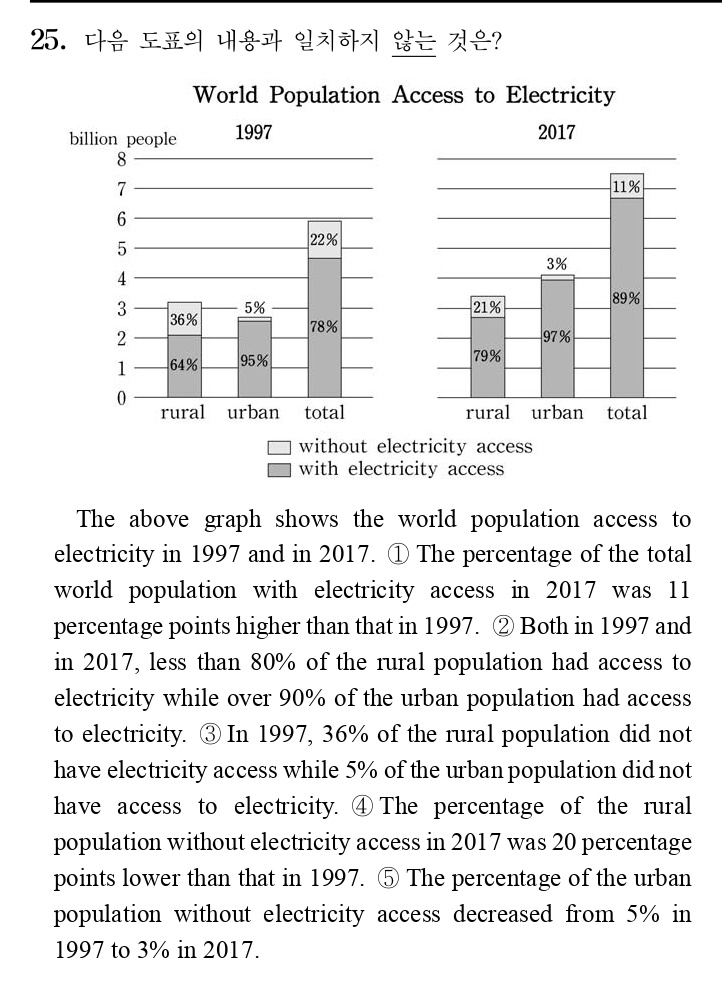 25. 다음 도표의 내용과 일치하지 않는 것은?
World Population Access to Electricity
billion people
1997
2017
8
7
6
5
4
3
2
1
0
22%
36%
5%
78%
64%
95%
rural urban total
11%
3%
89%
21%
97%
79%
rural urban total
without electricity access
with electricity access
The above graph shows the world population access to
electricity in 1997 and in 2017. ① The percentage of the total
world population with electricity access in 2017 was 11
percentage points higher than that in 1997. ② Both in 1997 and
in 2017, less than 80% of the rural population had access to
electricity while over 90% of the urban population had access
to electricity. ③ In 1997, 36% of the rural population did not
have electricity access while 5% of the urban population did not
have access to electricity. ④ The percentage of the rural
population without electricity access in 2017 was 20 percentage
points lower than that in 1997. ⑤ The percentage of the urban
population without electricity access decreased from 5% in
1997 to 3% in 2017.